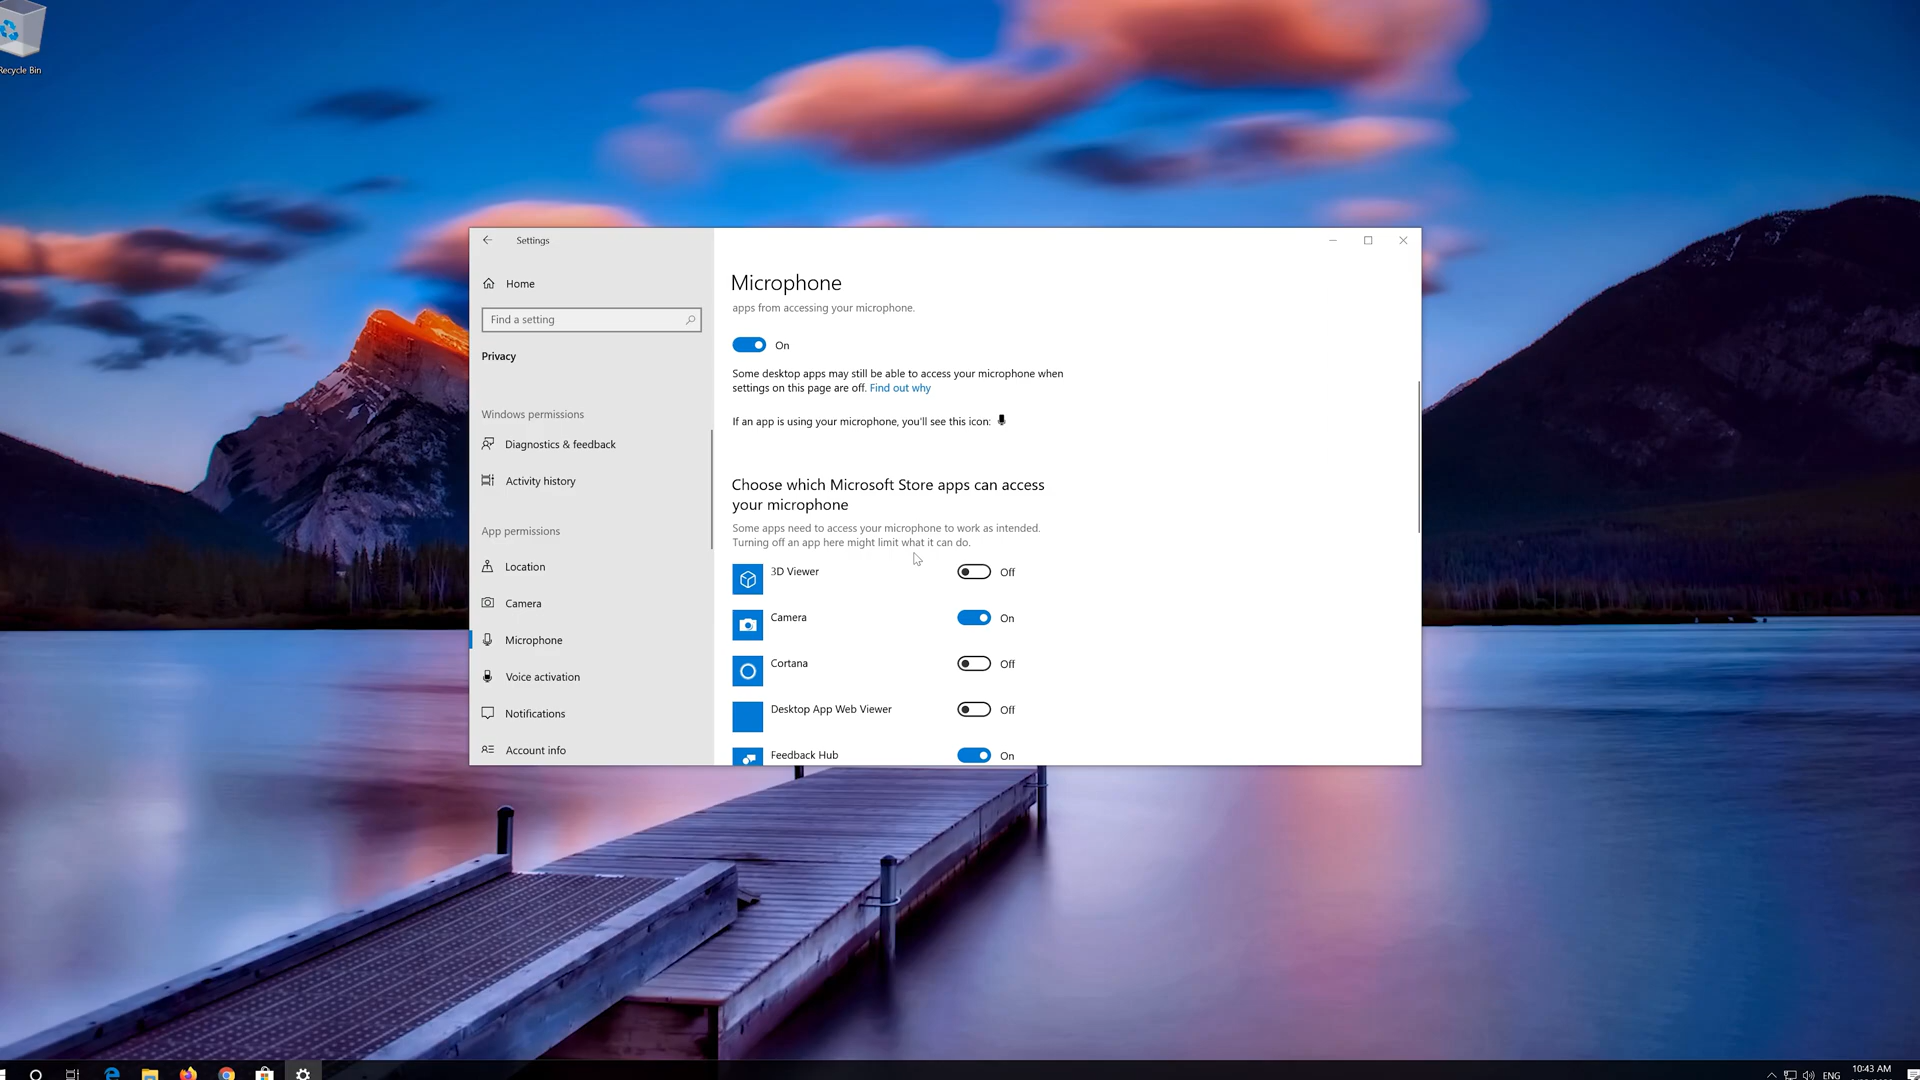 Recycle Bin
Settings
Home
Find a setting
Privacy
Windows permissions
Diagnostics & feedback
Activity history
App permissions
Location
Camera
Microphone
Voice activation
Notifications
Account info
Microphone
apps from accessing your microphone.
On
Some desktop apps may still be able to access your microphone when
settings on this page are off. Find out why
If an app is using your microphone, you'll see this icon:
Choose which Microsoft Store apps can access
your microphone
Some apps need to access your microphone to work as intended.
Turning off an app here might limit what it can do.
3D Viewer Off
Camera On
Cortana Off
Desktop App Web Viewer Off
Feedback Hub On
ENG
10:43 AM